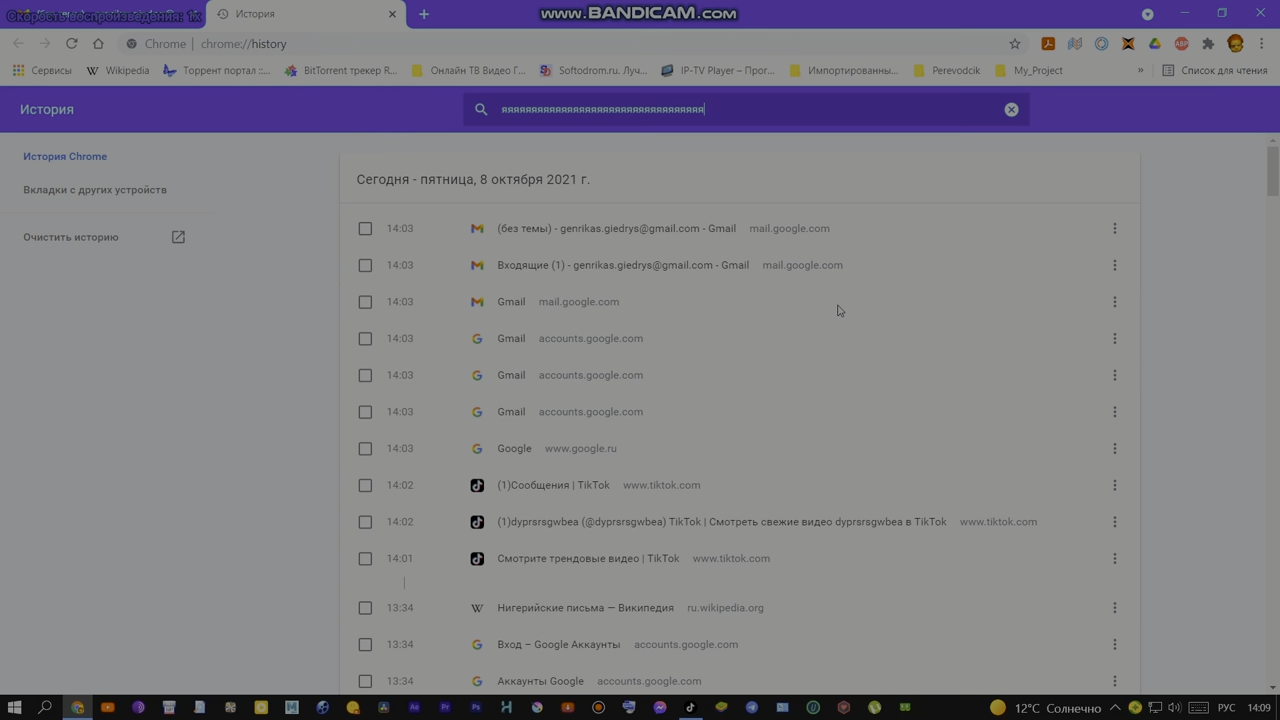 Скорость воспроизведения: 1x
История
www.BANDICAM.com
Chrome | chrome://history
Сервисы
Wikipedia
Торрент портал ::...
BitTorrent трекер R...
Онлайн ТВ Видео Г...
Softodrom.ru. Луч...
IP-TV Player – Прог...
Импортированны...
Perevodcik
My_Project
»
Список для чтения
История
История Chrome
Вкладки с других устройств
Очистить историю
Сегодня - пятница, 8 октября 2021 г.
14:03 (без темы) - genrikas.giedrys@gmail.com - Gmail mail.google.com
14:03 Входящие (1) - genrikas.giedrys@gmail.com - Gmail mail.google.com
14:03 Gmail mail.google.com
14:03 Gmail accounts.google.com
14:03 Gmail accounts.google.com
14:03 Gmail accounts.google.com
14:03 Google www.google.ru
14:02 (1)Сообщения | TikTok www.tiktok.com
14:02 (1)dyprsrsgwbea (@dyprsrsgwbea) TikTok | Смотреть свежие видео dyprsrsgwbea в TikTok www.tiktok.com
14:01 Смотрите трендовые видео | TikTok www.tiktok.com
13:34 Нигерийские письма — Википедия ru.wikipedia.org
13:34 Вход – Google Аккаунты accounts.google.com
13:34 Аккаунты Google accounts.google.com
12°C Солнечно
РУС
14:09